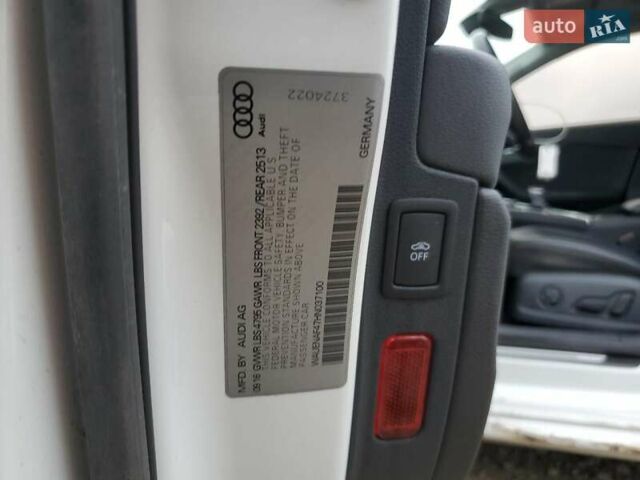 auto RIA.com
3724022
Audi
GERMANY
MFD. BY AUDI AG
09 16 GVWR LBS 4795 GAWR LBS FRONT 2392 / REAR 2513
THIS VEHICLE CONFORMS TO ALL APPLICABLE U.S.
FEDERAL MOTOR VEHICLE SAFETY, BUMPER AND THEFT
PREVENTION STANDARDS IN EFFECT ON THE DATE OF
MANUFACTURE SHOWN ABOVE
PASSENGER CAR
WAUENAF47HN037100
OFF